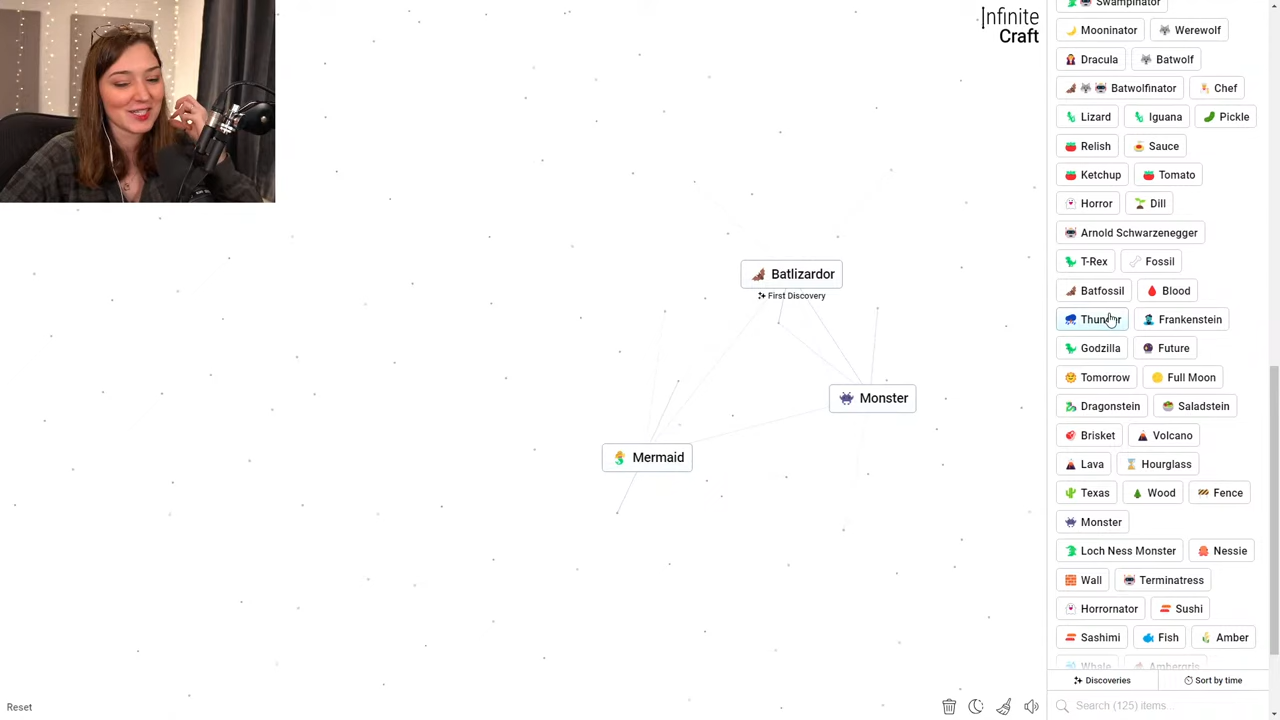 Infinite
Craft
Swampinator
Mooninator Werewolf
Dracula Batwolf
Batwolfinator Chef
Lizard Iguana Pickle
Relish Sauce
Ketchup Tomato
Horror Dill
Arnold Schwarzenegger
T-Rex Fossil
Batfossil Blood
Thunder Frankenstein
Godzilla Future
Tomorrow Full Moon
Dragonstein Saladstein
Brisket Volcano
Lava Hourglass
Texas Wood Fence
Monster
Loch Ness Monster Nessie
Wall Terminatress
Horrornator Sushi
Sashimi Fish Amber
Whale Ambergris
Batlizardor
First Discovery
Monster
Mermaid
Reset
Discoveries Sort by time
Search (125) items...